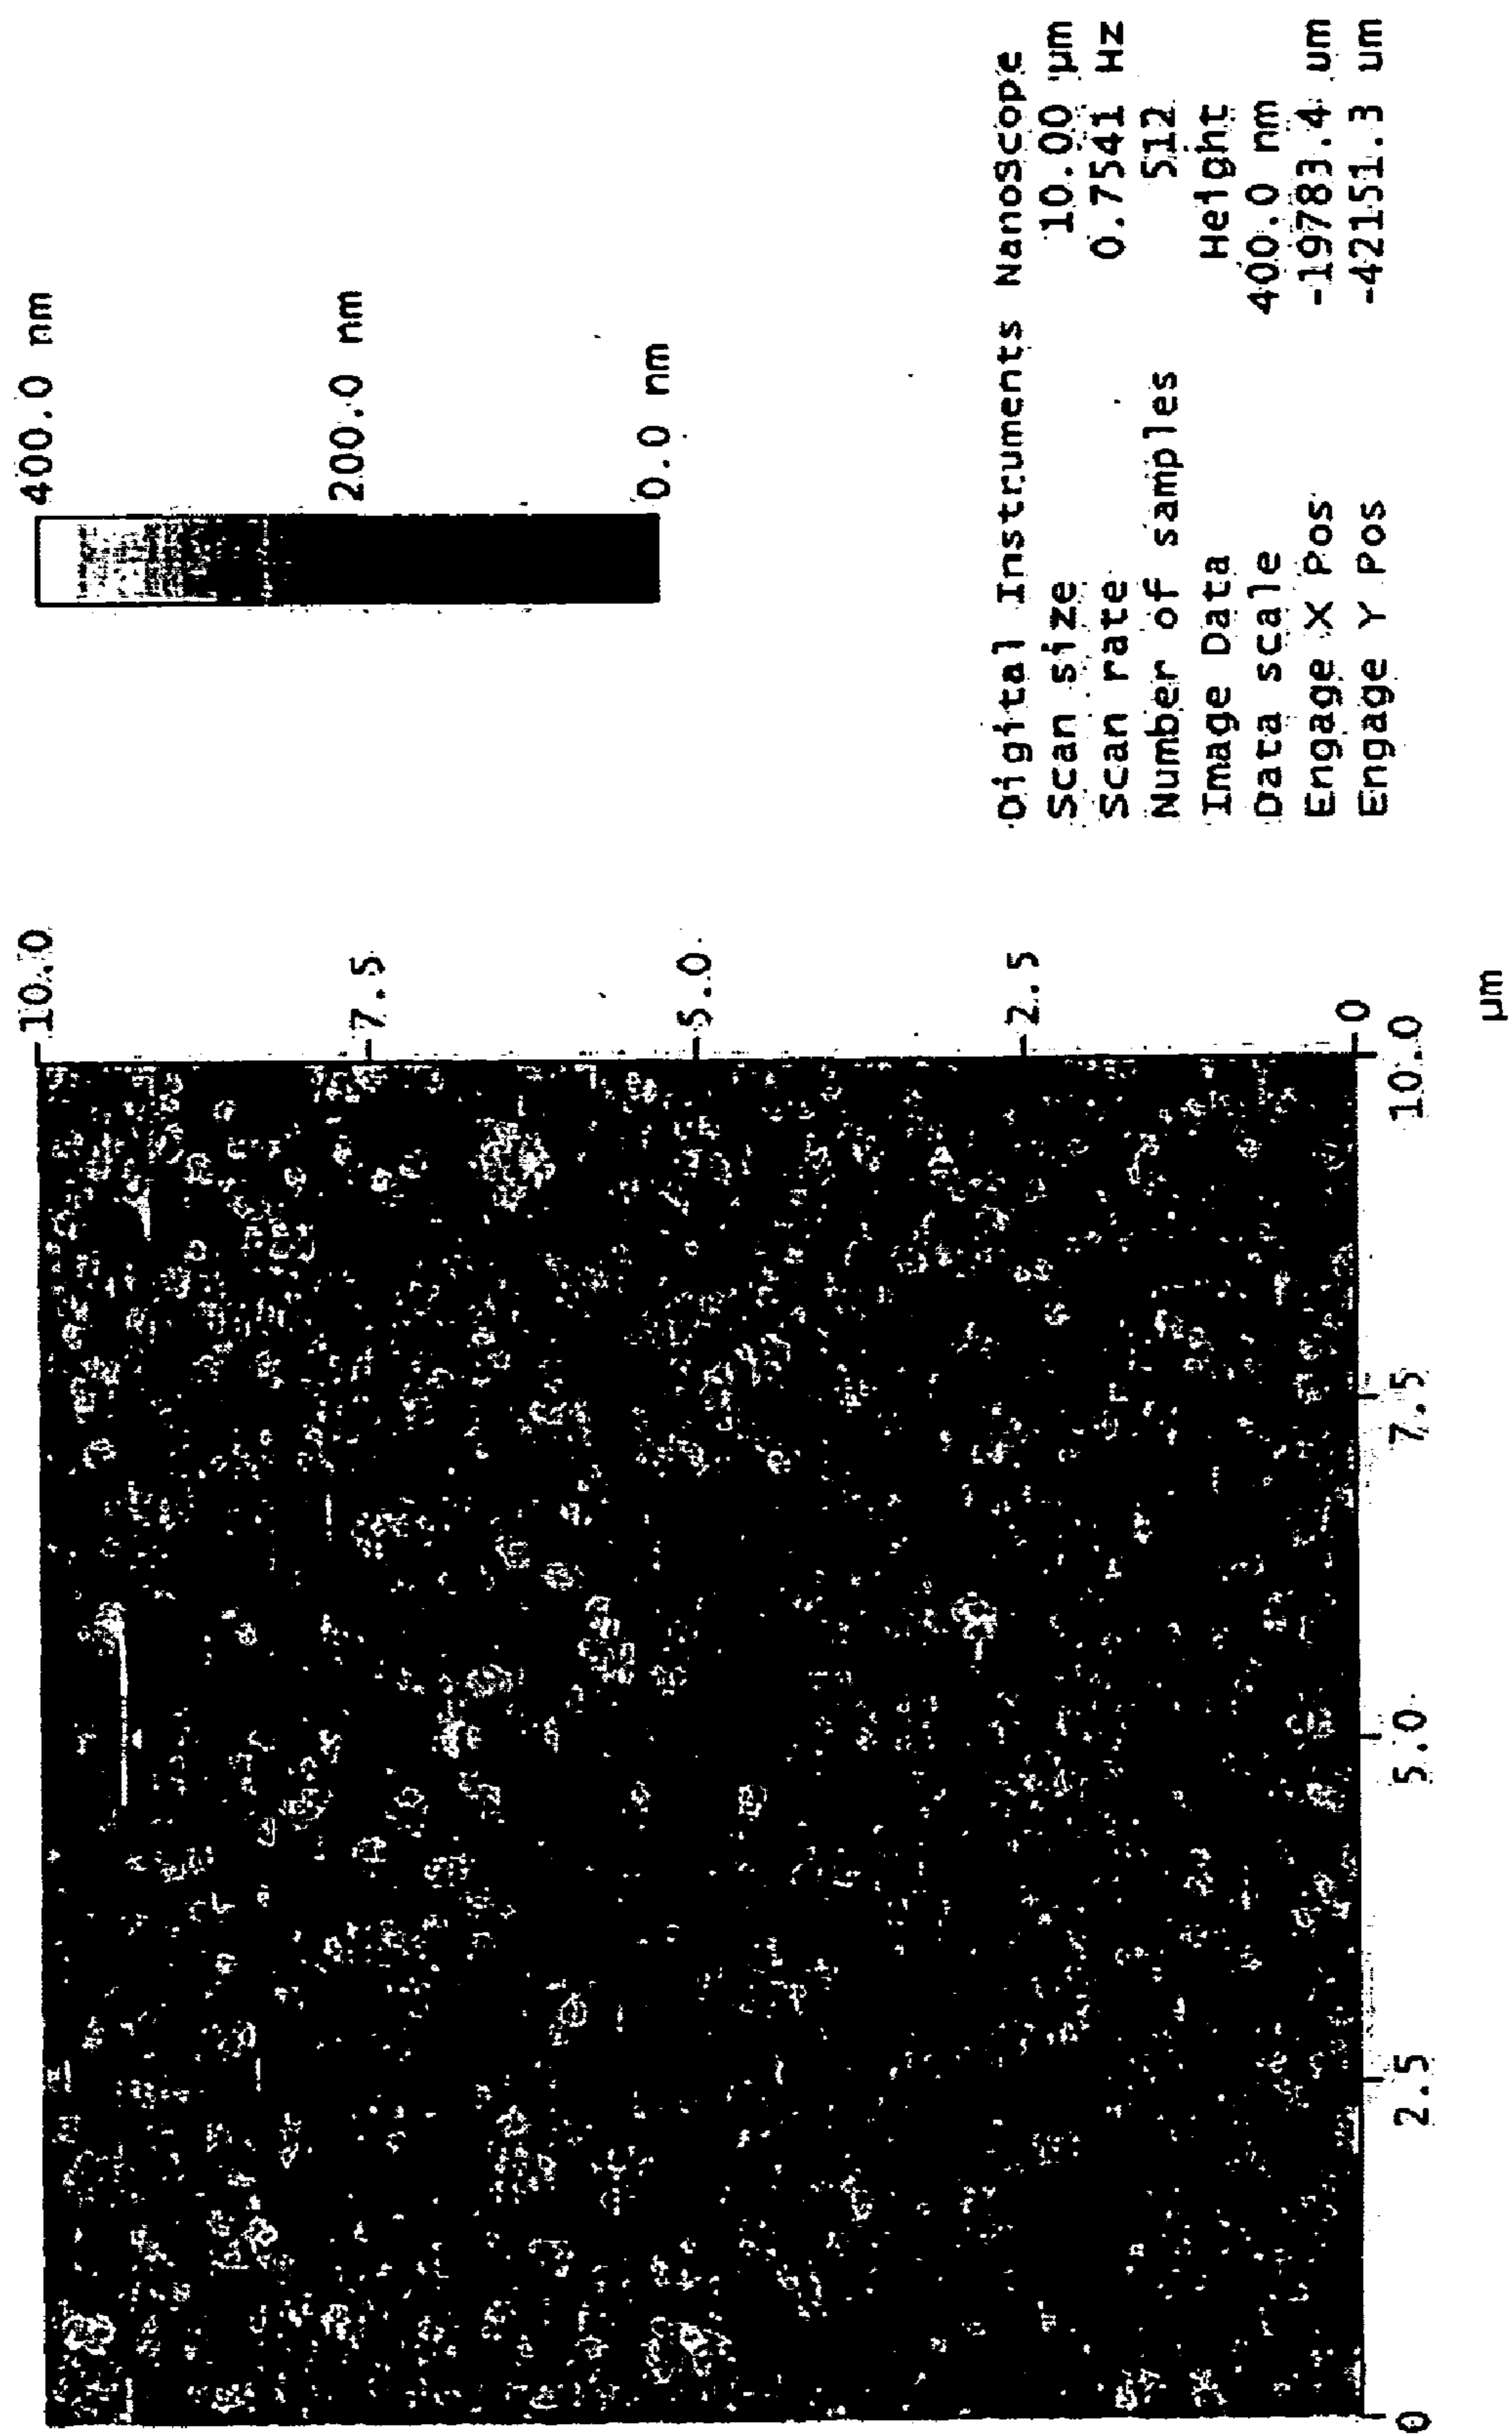 400.0 nm
200.0 nm
0.0 nm
Digital Instruments NanoScope
Scan size 10.00 µm
Scan rate 0.7541 Hz
Number of samples 512
Image Data Height
Data scale 400.0 nm
Engage X Pos -19783.4 um
Engage Y Pos -42151.3 um
10.0
7.5
5.0
2.5
0
0
2.5
5.0
7.5
10.0
µm